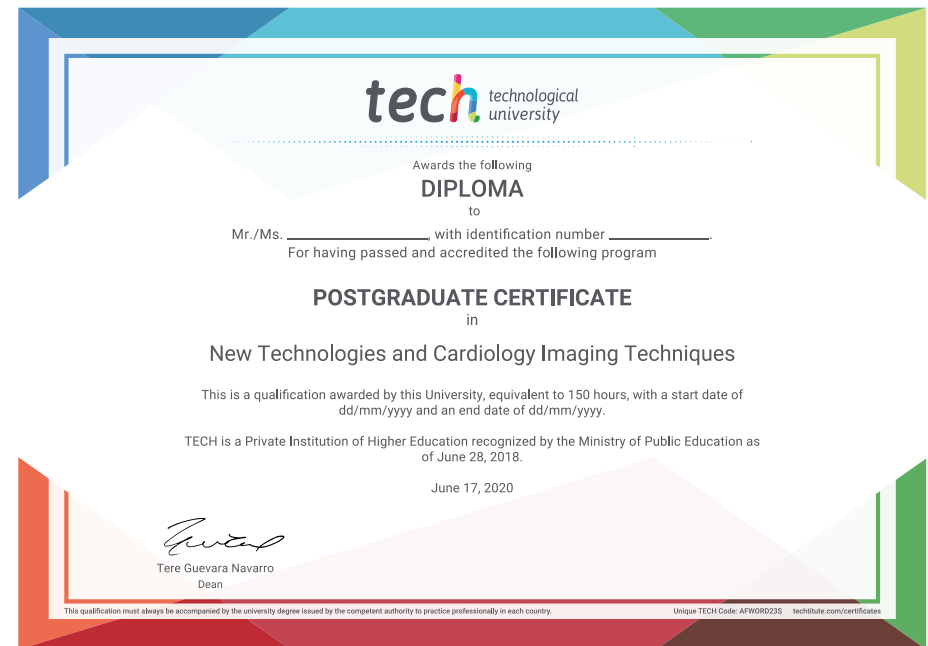 tech technological
university
Awards the following
DIPLOMA
to
Mr./Ms. ____________________, with identification number ______________.
For having passed and accredited the following program
POSTGRADUATE CERTIFICATE
in
New Technologies and Cardiology Imaging Techniques
This is a qualification awarded by this University, equivalent to 150 hours, with a start date of
dd/mm/yyyy and an end date of dd/mm/yyyy.
TECH is a Private Institution of Higher Education recognized by the Ministry of Public Education as
of June 28, 2018.
June 17, 2020
Tere Guevara Navarro
Dean
This qualification must always be accompanied by the university degree issued by the competent authority to practice professionally in each country.
Unique TECH Code: AFWORD23S techtitute.com/certificates